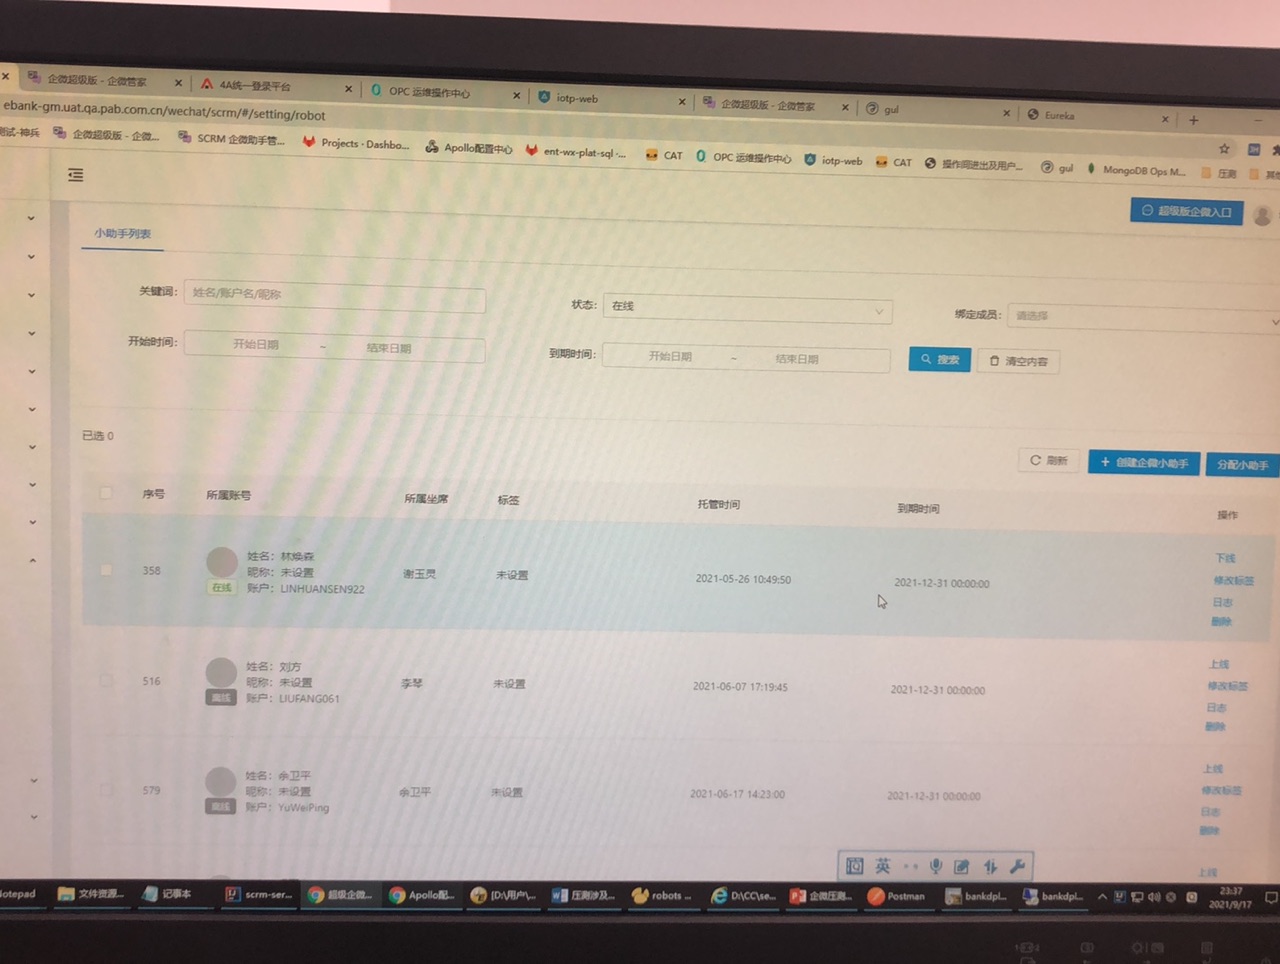 企微超级版 - 企微管家
4A统一登录平台
OPC 运维操作中心
iotp-web
企微超级版 - 企微管家
gul
Eureka
ebank-gm.uat.qa.pab.com.cn/wechat/scrm/#/setting/robot
测试-神兵
企微超级版 - 企微...
SCRM 企微助手管...
Projects · Dashbo...
Apollo配置中心
ent-wx-plat-sql -...
CAT
OPC 运维操作中心
iotp-web
CAT
操作间进出及用户...
gul
MongoDB Ops M...
压测
超级版企微入口
小助手列表
关键词: 姓名/账户名/昵称
状态: 在线
绑定成员: 请选择
开始时间: 开始日期 ~ 结束日期
到期时间: 开始日期 ~ 结束日期
搜索
清空内容
已选 0
刷新
+ 创建企微小助手
分配小助手
序号 所属账号 所属坐席 标签 托管时间 到期时间 操作
358
姓名: 林焕森
昵称: 未设置
在线
账户: LINHUANSEN922
谢玉灵
未设置
2021-05-26 10:49:50
2021-12-31 00:00:00
下线
修改标签
日志
删除
516
姓名: 刘方
昵称: 未设置
离线
账户: LIUFANG061
李琴
未设置
2021-06-07 17:19:45
2021-12-31 00:00:00
上线
修改标签
日志
删除
579
姓名: 余卫平
昵称: 未设置
离线
账户: YuWeiPing
余卫平
未设置
2021-06-17 14:23:00
2021-12-31 00:00:00
上线
修改标签
日志
删除
上线
英
Notepad
文件资源...
记事本
scrm-ser...
超级企微...
Apollo配...
[D:\用户\...
压测涉及...
robots ...
D:\CC\se...
企微压测...
Postman
bankdpl...
bankdpl...
23:37
2021/9/17